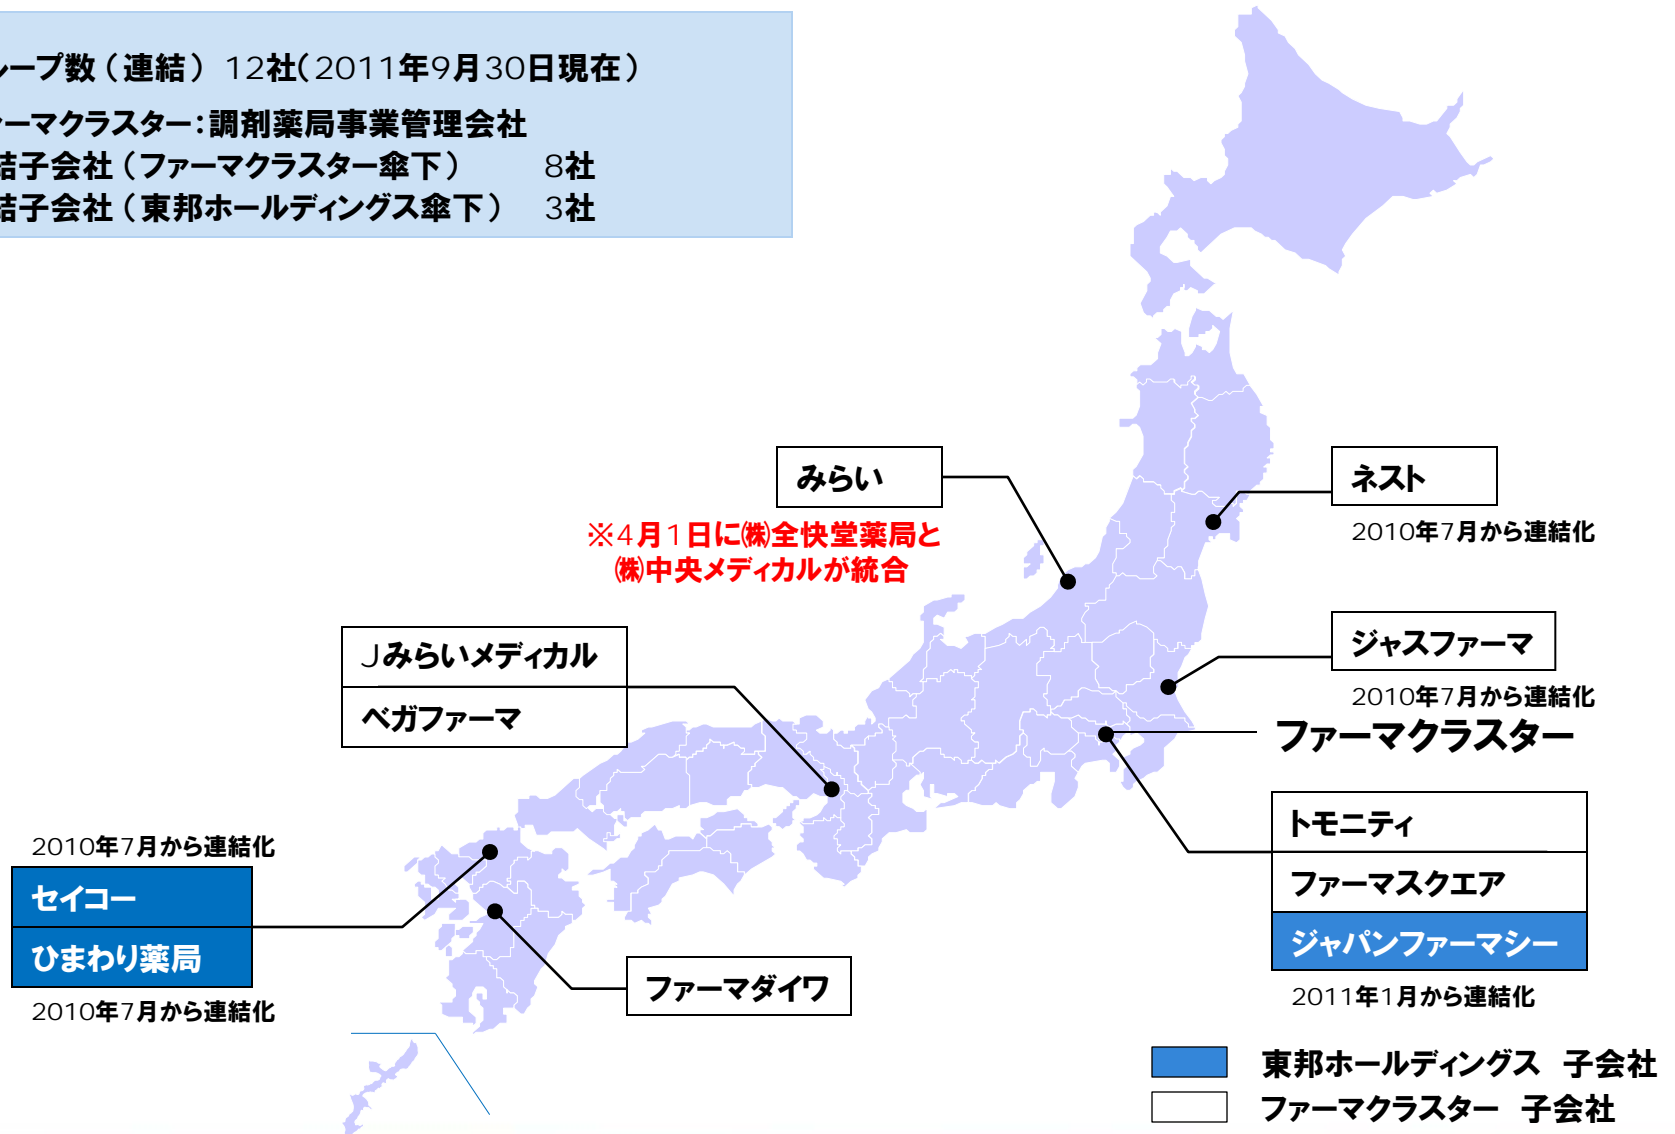 ループ数（連結） 12社(2011年9月30日現在)
ァーマクラスター：調剤薬局事業管理会社
結子会社（ファーマクラスター傘下） 8社
結子会社（東邦ホールディングス傘下） 3社
みらい
※4月1日に㈱全快堂薬局と
㈱中央メディカルが統合
ネスト
2010年7月から連結化
Jみらいメディカル
ベガファーマ
ジャスファーマ
2010年7月から連結化
ファーマクラスター
トモニティ
ファーマスクエア
ジャパンファーマシー
2011年1月から連結化
2010年7月から連結化
セイコー
ひまわり薬局
2010年7月から連結化
ファーマダイワ
東邦ホールディングス 子会社
ファーマクラスター 子会社